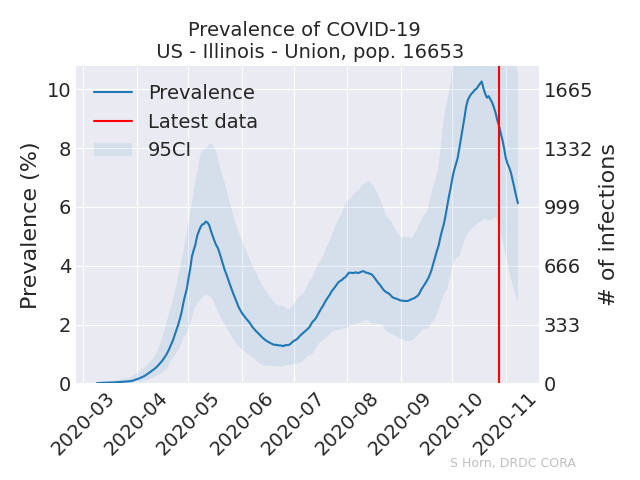 Prevalence of COVID-19
US - Illinois - Union, pop. 16653
Prevalence
Latest data
95CI
Prevalence (%)
10
8
6
4
2
0
# of infections
1665
1332
999
666
333
0
2020-03
2020-04
2020-05
2020-06
2020-07
2020-08
2020-09
2020-10
2020-11
S Horn, DRDC CORA